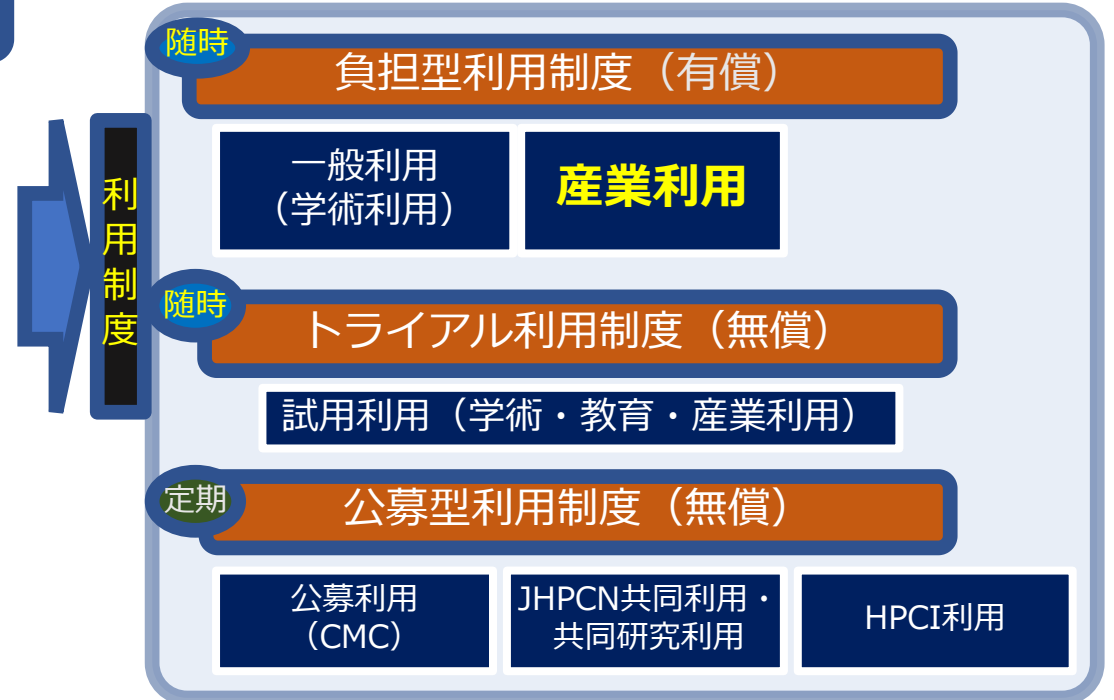 利用制度
随時
負担型利用制度（有償）
一般利用
（学術利用）
産業利用
随時
トライアル利用制度（無償）
試用利用（学術・教育・産業利用）
定期
公募型利用制度（無償）
公募利用
（CMC）
JHPCN共同利用・
共同研究利用
HPCI利用